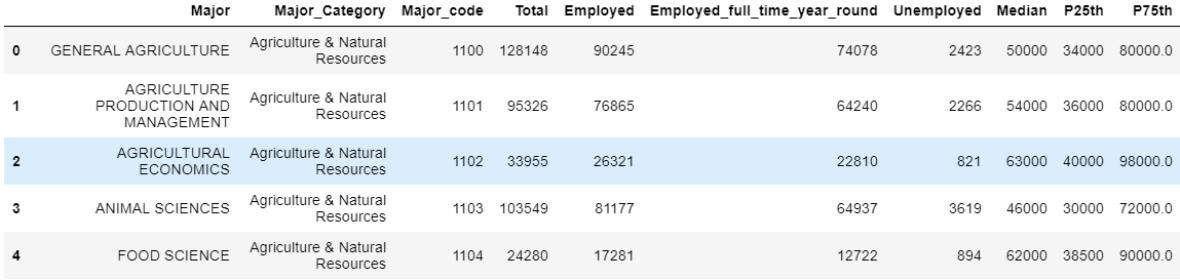 Major Major_Category Major_code Total Employed Employed_full_time_year_round Unemployed Median P25th P75th
0 GENERAL AGRICULTURE Agriculture & Natural Resources 1100 128148 90245 74078 2423 50000 34000 80000.0
1 AGRICULTURE PRODUCTION AND MANAGEMENT Agriculture & Natural Resources 1101 95326 76865 64240 2266 54000 36000 80000.0
2 AGRICULTURAL ECONOMICS Agriculture & Natural Resources 1102 33955 26321 22810 821 63000 40000 98000.0
3 ANIMAL SCIENCES Agriculture & Natural Resources 1103 103549 81177 64937 3619 46000 30000 72000.0
4 FOOD SCIENCE Agriculture & Natural Resources 1104 24280 17281 12722 894 62000 38500 90000.0